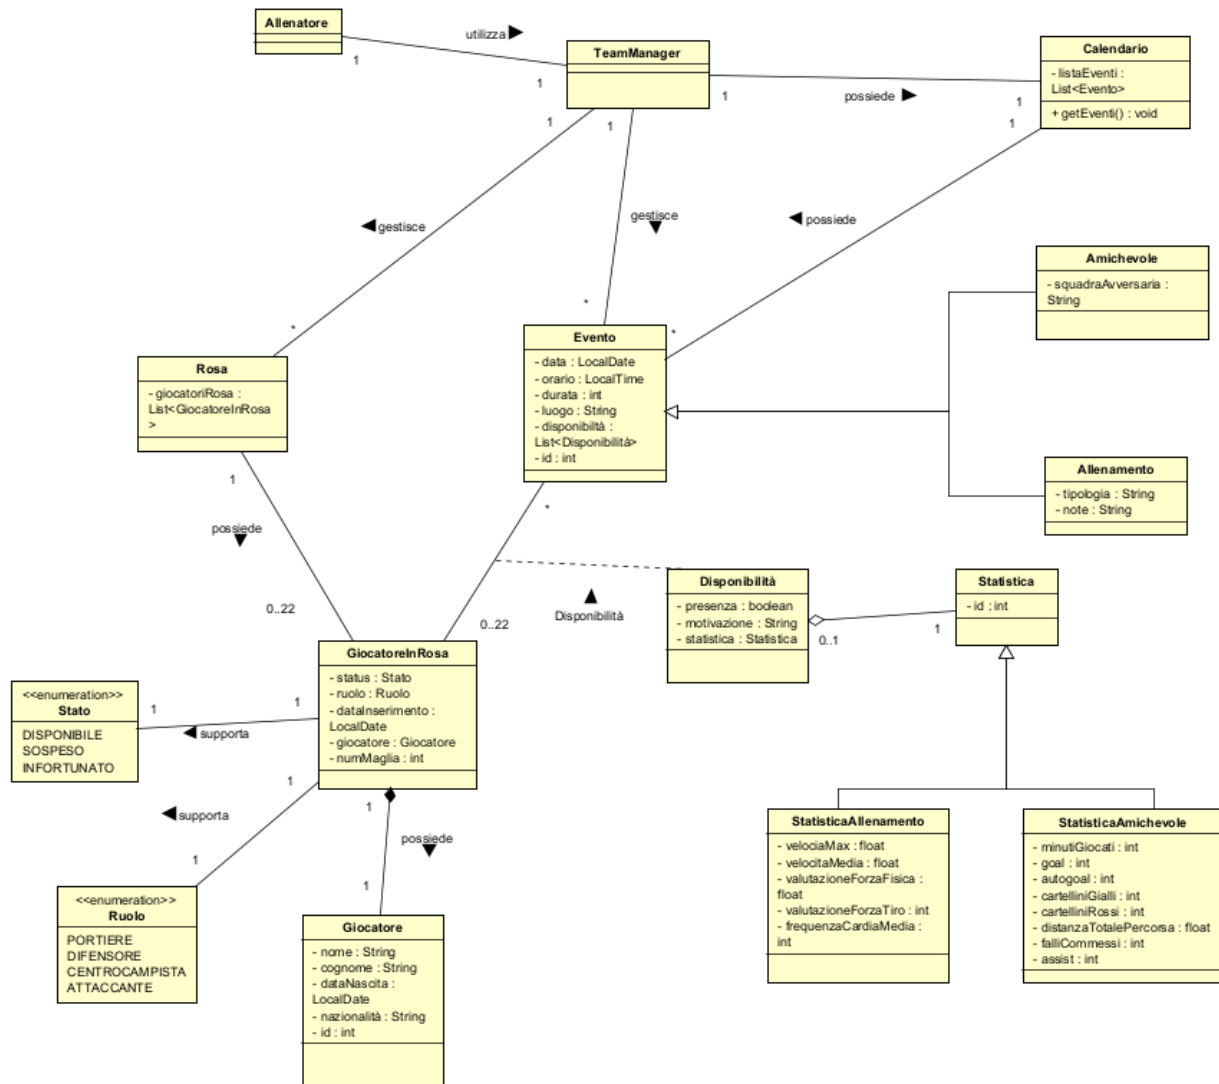 Allenatore
utilizza
1
1
TeamManager
Calendario
- listaEventi :
List<Evento>
+ getEventi() : void
1
possiede
1
1
1
1
gestisce
gestisce
possiede
*
*
*
Amichevole
- squadraAvversaria :
String
Rosa
- giocatoriRosa :
List<GiocatoreInRosa
>
Evento
- data : LocalDate
- orario : LocalTime
- durata : int
- luogo : String
- disponibiltà :
List<Disponibilità>
- id : int
Allenamento
- tipologia : String
- note : String
1
possiede
0..22
*
0..22
Disponibilità
Disponibilità
- presenza : boolean
- motivazione : String
- statistica : Statistica
0..1
1
Statistica
- id : int
GiocatoreInRosa
- status : Stato
- ruolo : Ruolo
- dataInserimento :
LocalDate
- giocatore : Giocatore
- numMaglia : int
<<enumeration>>
Stato
DISPONIBILE
SOSPESO
INFORTUNATO
1
supporta
1
1
supporta
1
1
possiede
1
<<enumeration>>
Ruolo
PORTIERE
DIFENSORE
CENTROCAMPISTA
ATTACCANTE
Giocatore
- nome : String
- cognome : String
- dataNascita :
LocalDate
- nazionalità : String
- id : int
StatisticaAllenamento
- velociaMax : float
- velocitaMedia : float
- valutazioneForzaFisica :
float
- valutazioneForzaTiro : int
- frequenzaCardiaMedia :
int
StatisticaAmichevole
- minutiGiocati : int
- goal : int
- autogoal : int
- cartelliniGialli : int
- cartelliniRossi : int
- distanzaTotalePercorsa : float
- falliCommessi : int
- assist : int